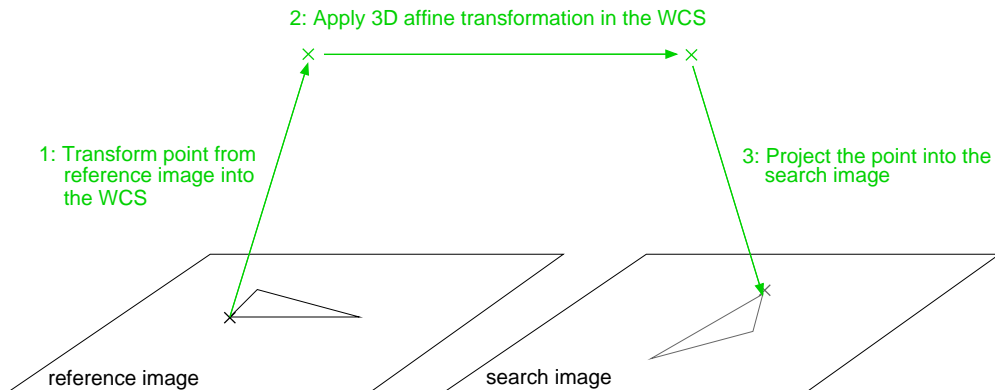 2: Apply 3D affine transformation in the WCS
1: Transform point from
reference image into
the WCS
3: Project the point into the
search image
reference image
search image